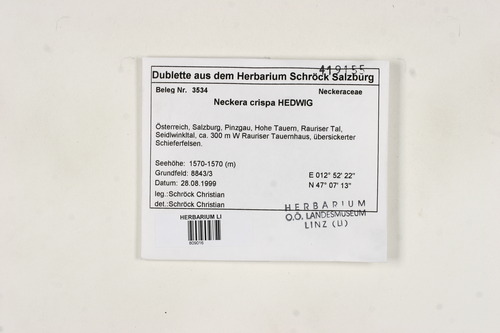 419155
Dublette aus dem Herbarium Schröck Salzburg
Beleg Nr. 3534 Neckeraceae
Neckera crispa HEDWIG
Österreich, Salzburg, Pinzgau, Hohe Tauern, Rauriser Tal,
Seidlwinkltal, ca. 300 m W Rauriser Tauernhaus, übersickerter
Schieferfelsen.
Seehöhe: 1570-1570 (m) E 012° 52' 22"
Grundfeld: 8843/3 N 47° 07' 13"
Datum: 28.08.1999
leg.:Schröck Christian
det.:Schröck Christian
HERBARIUM
O.Ö. LANDESMUSEUM
LINZ (LI)
HERBARIUM LI
809016